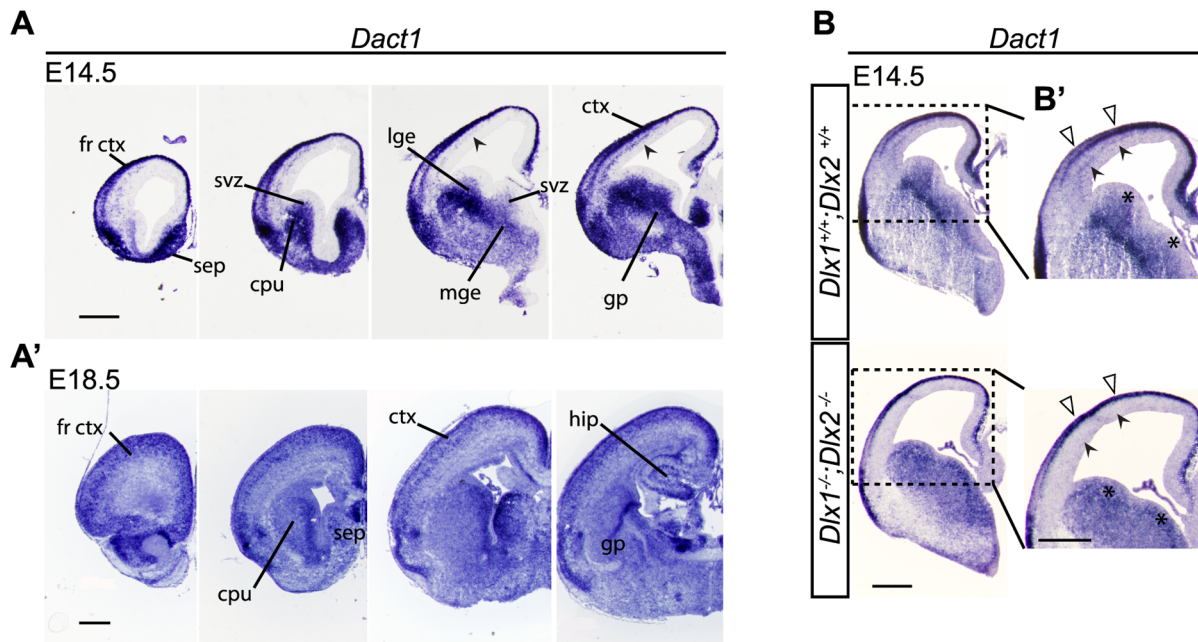 A
Dact1
E14.5
fr ctx
sep
svz
cpu
lge
svz
mge
ctx
gp
A’
E18.5
fr ctx
cpu
sep
ctx
hip
gp
B
Dact1
E14.5
B’
Dlx1+/+;Dlx2 +/+
*
*
Dlx1-/-;Dlx2-/-
*
*